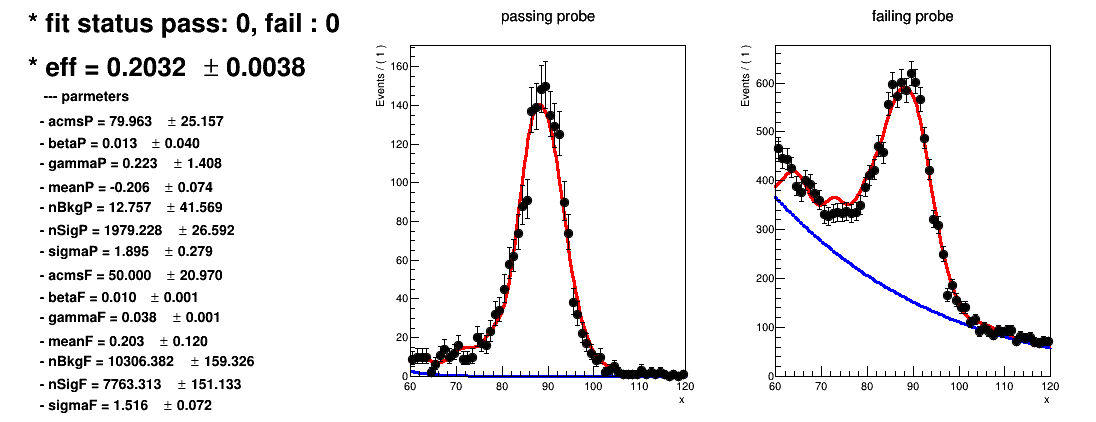 * fit status pass: 0, fail : 0
* eff = 0.2032 ± 0.0038
--- parmeters
- acmsP = 79.963 ± 25.157
- betaP = 0.013 ± 0.040
- gammaP = 0.223 ± 1.408
- meanP = -0.206 ± 0.074
- nBkgP = 12.757 ± 41.569
- nSigP = 1979.228 ± 26.592
- sigmaP = 1.895 ± 0.279
- acmsF = 50.000 ± 20.970
- betaF = 0.010 ± 0.001
- gammaF = 0.038 ± 0.001
- meanF = 0.203 ± 0.120
- nBkgF = 10306.382 ± 159.326
- nSigF = 7763.313 ± 151.133
- sigmaF = 1.516 ± 0.072
passing probe
Events / ( 1 )
160
140
120
100
80
60
40
20
0
60 70 80 90 100 110 120
x
failing probe
Events / ( 1 )
600
500
400
300
200
100
0
60 70 80 90 100 110 120
x